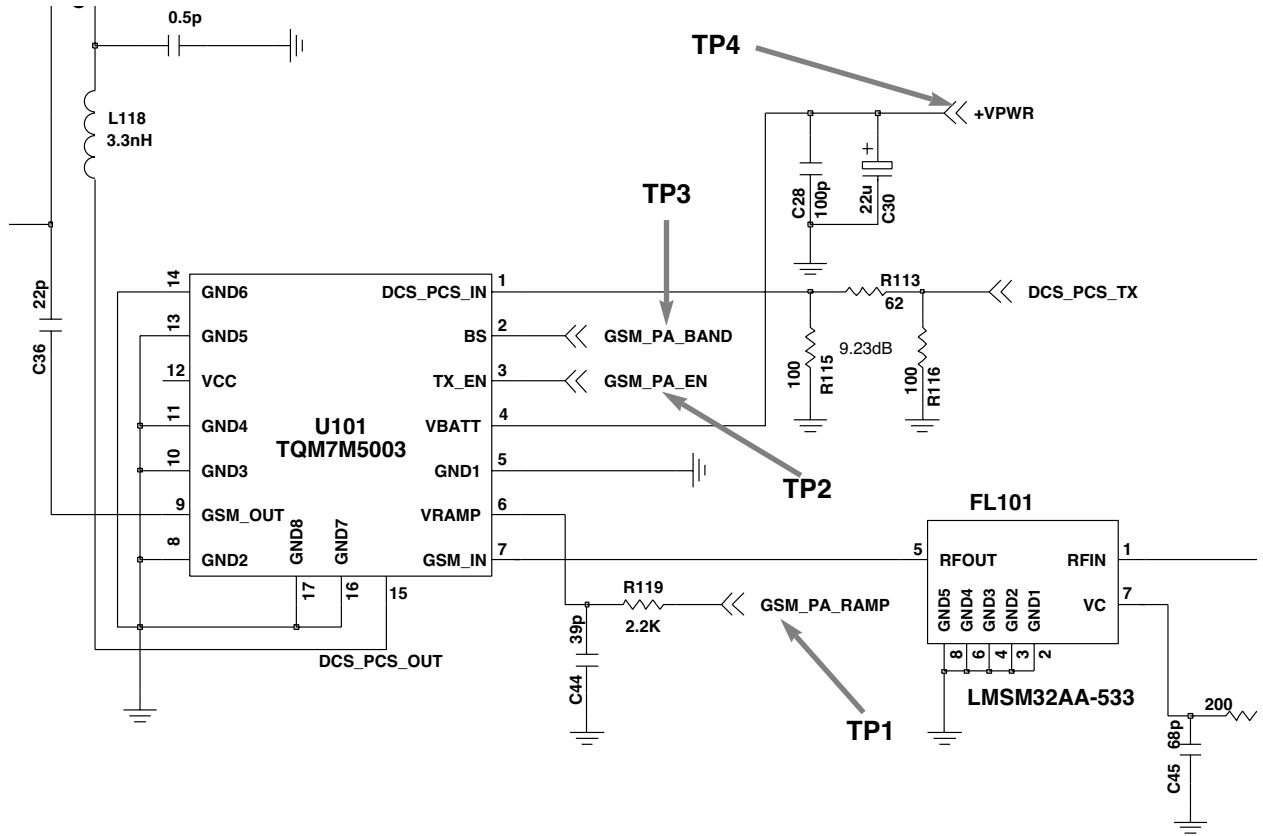 0.5p
TP4
L118
3.3nH
+VPWR
+
C28
100p
22u
C30
TP3
22p
C36
14
GND6
DCS_PCS_IN
1
R113
62
DCS_PCS_TX
13
GND5
BS
2
GSM_PA_BAND
9.23dB
100
R115
100
R116
12
VCC
TX_EN
3
GSM_PA_EN
11
GND4
VBATT
4
U101
TQM7M5003
10
GND3
GND1
5
TP2
9
GSM_OUT
VRAMP
6
FL101
8
GND2
GND8
GND7
GSM_IN
7
5
RFOUT
RFIN
1
17
16
15
R119
2.2K
GSM_PA_RAMP
GND5
GND4
GND3
GND2
GND1
VC
7
39p
C44
DCS_PCS_OUT
8
6
4
3
2
LMSM32AA-533
TP1
200
68p
C45